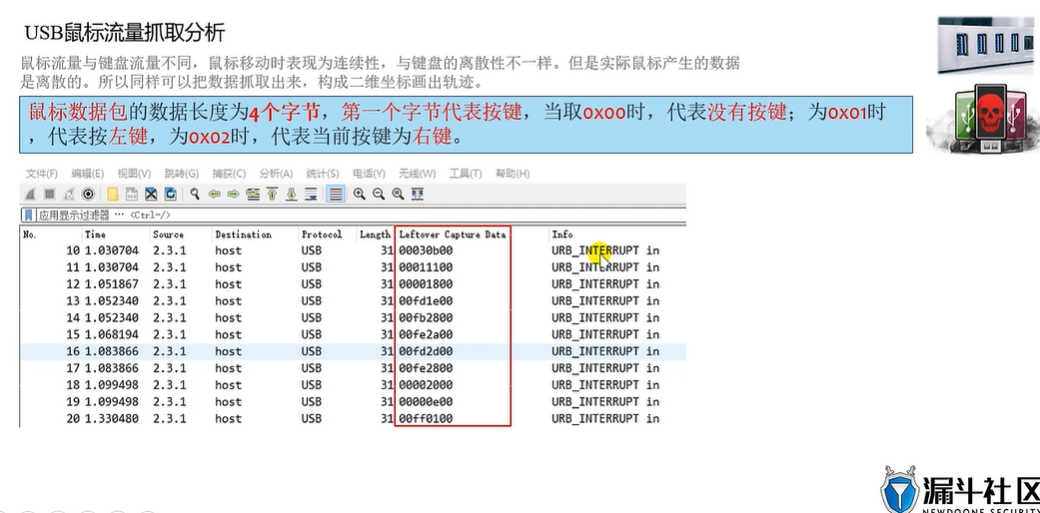 USB鼠标流量抓取分析
鼠标流量与键盘流量不同，鼠标移动时表现为连续性，与键盘的离散性不一样。但是实际鼠标产生的数据
是离散的。所以同样可以把数据抓取出来，构成二维坐标画出轨迹。
鼠标数据包的数据长度为4个字节，第一个字节代表按键，当取0x00时，代表没有按键；为0x01时
，代表按左键，为0x02时，代表当前按键为右键。
文件(F) 编辑(E) 视图(V) 跳转(G) 捕获(C) 分析(A) 统计(S) 电话(Y) 无线(W) 工具(T) 帮助(H)
应用显示过滤器 … <Ctrl-/>
No. Time Source Destination Protocol Length Leftover Capture Data Info
10 1.030704 2.3.1 host USB 31 00030b00 URB_INTERRUPT in
11 1.030704 2.3.1 host USB 31 00011100 URB_INTERRUPT in
12 1.051867 2.3.1 host USB 31 00001800 URB_INTERRUPT in
13 1.052340 2.3.1 host USB 31 00fd1e00 URB_INTERRUPT in
14 1.052340 2.3.1 host USB 31 00fb2800 URB_INTERRUPT in
15 1.068194 2.3.1 host USB 31 00fe2a00 URB_INTERRUPT in
16 1.083866 2.3.1 host USB 31 00fd2d00 URB_INTERRUPT in
17 1.083866 2.3.1 host USB 31 00fe2800 URB_INTERRUPT in
18 1.099498 2.3.1 host USB 31 00002000 URB_INTERRUPT in
19 1.099498 2.3.1 host USB 31 00000e00 URB_INTERRUPT in
20 1.330480 2.3.1 host USB 31 00ff0100 URB_INTERRUPT in
漏斗社区
NEWDOONE SECURITY